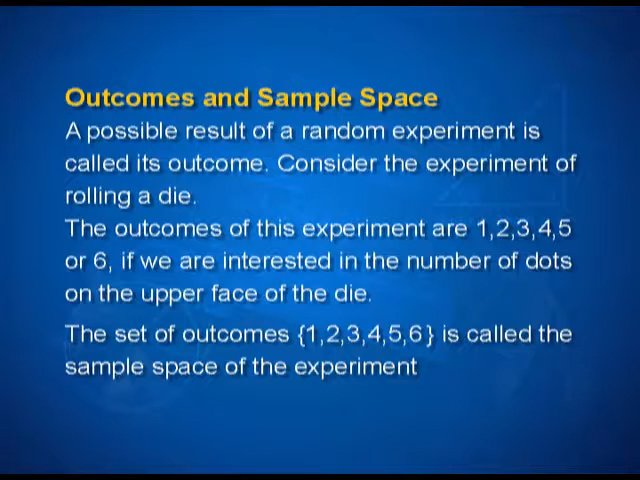 Outcomes and Sample Space
A possible result of a random experiment is
called its outcome. Consider the experiment of
rolling a die.
The outcomes of this experiment are 1,2,3,4,5
or 6, if we are interested in the number of dots
on the upper face of the die.
The set of outcomes {1,2,3,4,5,6} is called the
sample space of the experiment